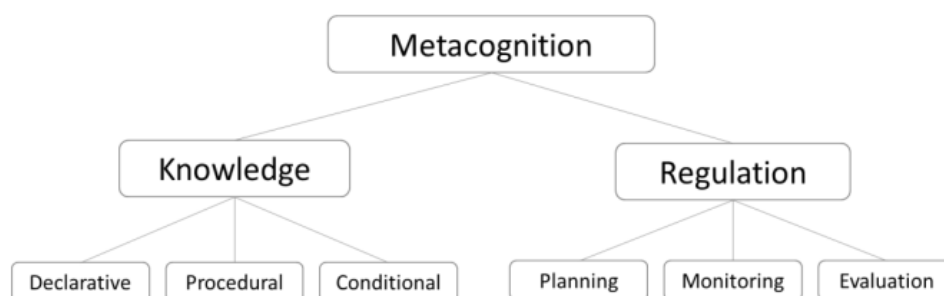 Metacognition
Knowledge
Regulation
Declarative
Procedural
Conditional
Planning
Monitoring
Evaluation